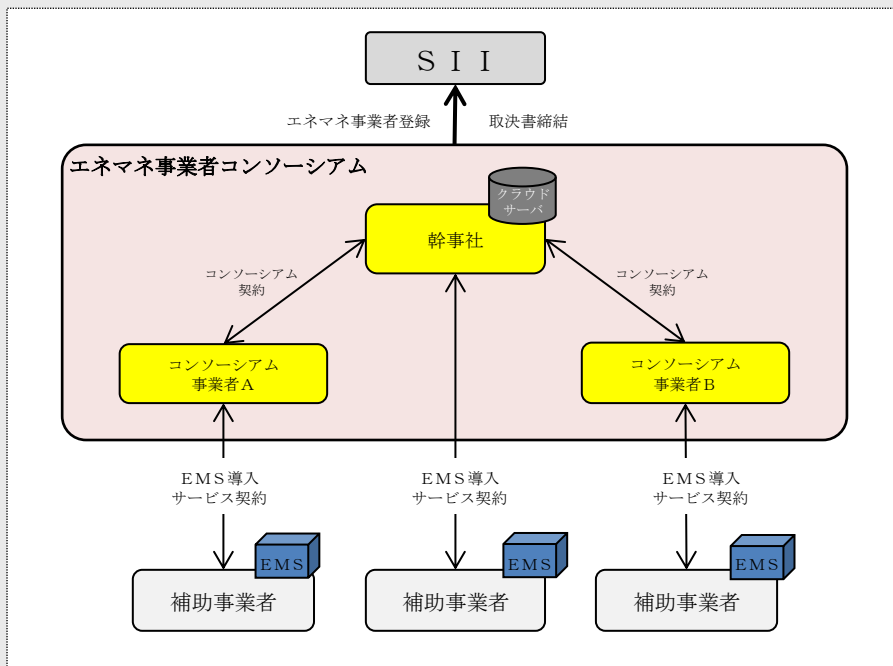 ＳＩＩ
エネマネ事業者登録
取決書締結
エネマネ事業者コンソーシアム
クラウド
サーバ
幹事社
コンソーシアム
契約
コンソーシアム
契約
コンソーシアム
事業者Ａ
コンソーシアム
事業者Ｂ
ＥＭＳ導入
サービス契約
ＥＭＳ導入
サービス契約
ＥＭＳ導入
サービス契約
ＥＭＳ
ＥＭＳ
ＥＭＳ
補助事業者
補助事業者
補助事業者